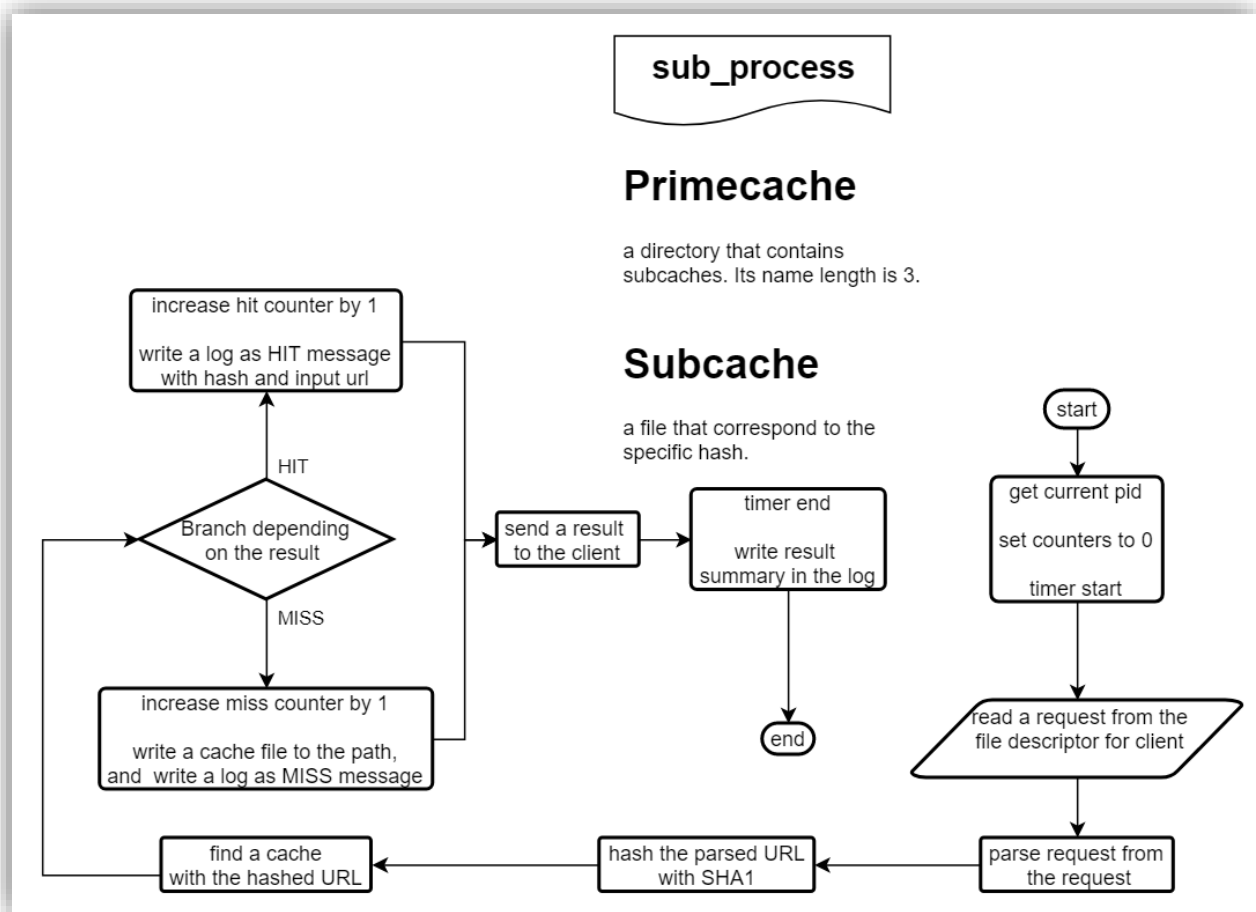 sub_process
Primecache
a directory that contains
subcaches. Its name length is 3.
Subcache
a file that correspond to the
specific hash.
start
get current pid
set counters to 0
timer start
read a request from the
file descriptor for client
parse request from
the request
hash the parsed URL
with SHA1
find a cache
with the hashed URL
Branch depending
on the result
HIT
increase hit counter by 1
write a log as HIT message
with hash and input url
MISS
increase miss counter by 1
write a cache file to the path,
and write a log as MISS message
send a result
to the client
timer end
write result
summary in the log
end